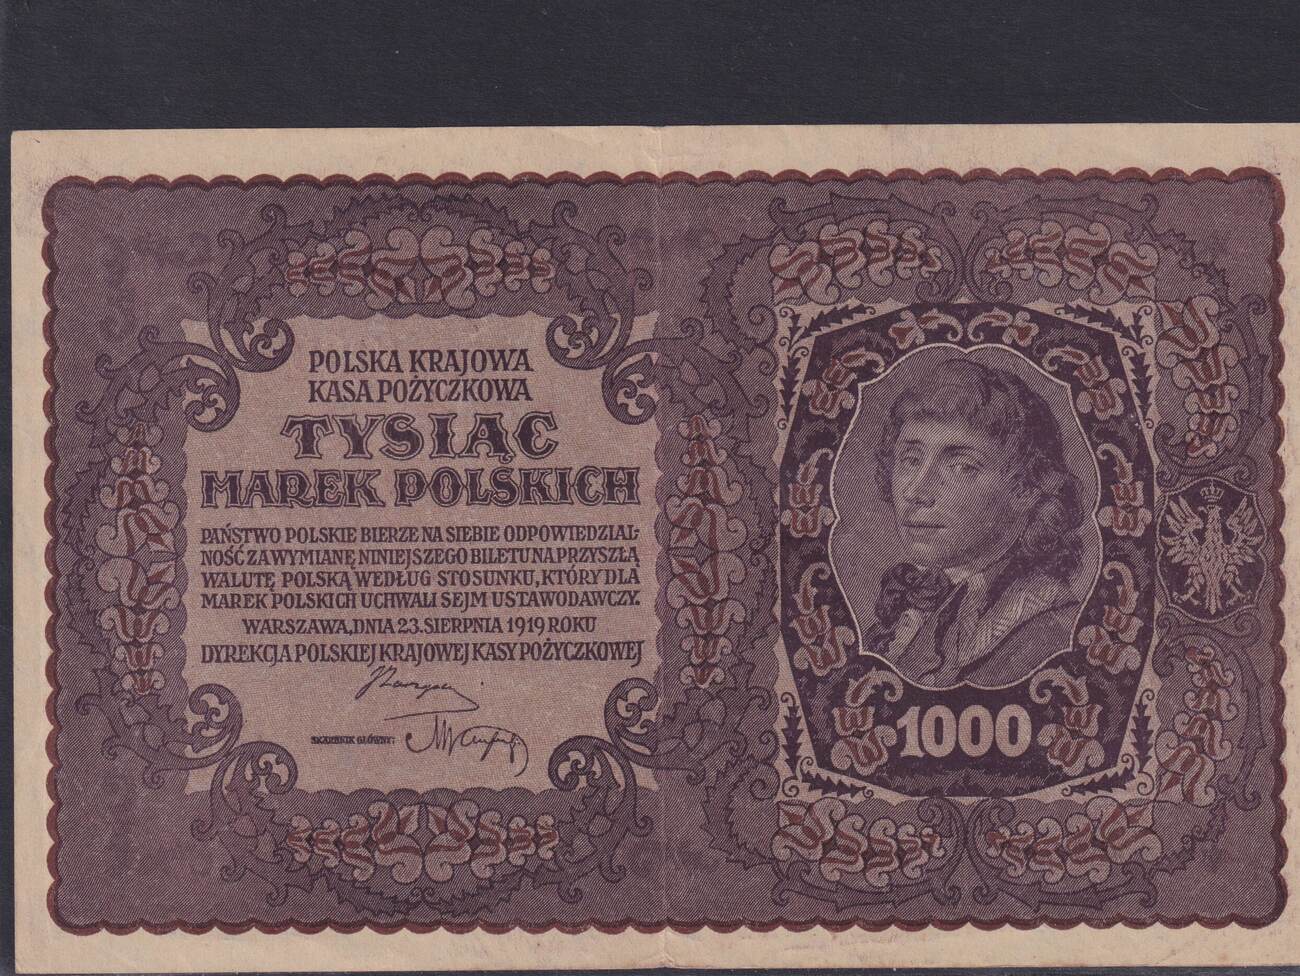 POLSKA KRAJOWA
KASA POŻYCZKOWA
TYSIĄC
MAREK POLSKICH
PAŃSTWO POLSKIE BIERZE NA SIEBIE ODPOWIEDZIAL-
NOŚĆ ZA WYMIANĘ NINIEJSZEGO BILETU NA PRZYSZŁĄ
WALUTĘ POLSKĄ WEDŁUG STOSUNKU, KTÓRY DLA
MAREK POLSKICH UCHWALI SEJM USTAWODAWCZY.
WARSZAWA, DNIA 23. SIERPNIA 1919 ROKU
DYREKCJA POLSKIEJ KRAJOWEJ KASY POŻYCZKOWEJ
SKARBNIK GŁÓWNY:
1000